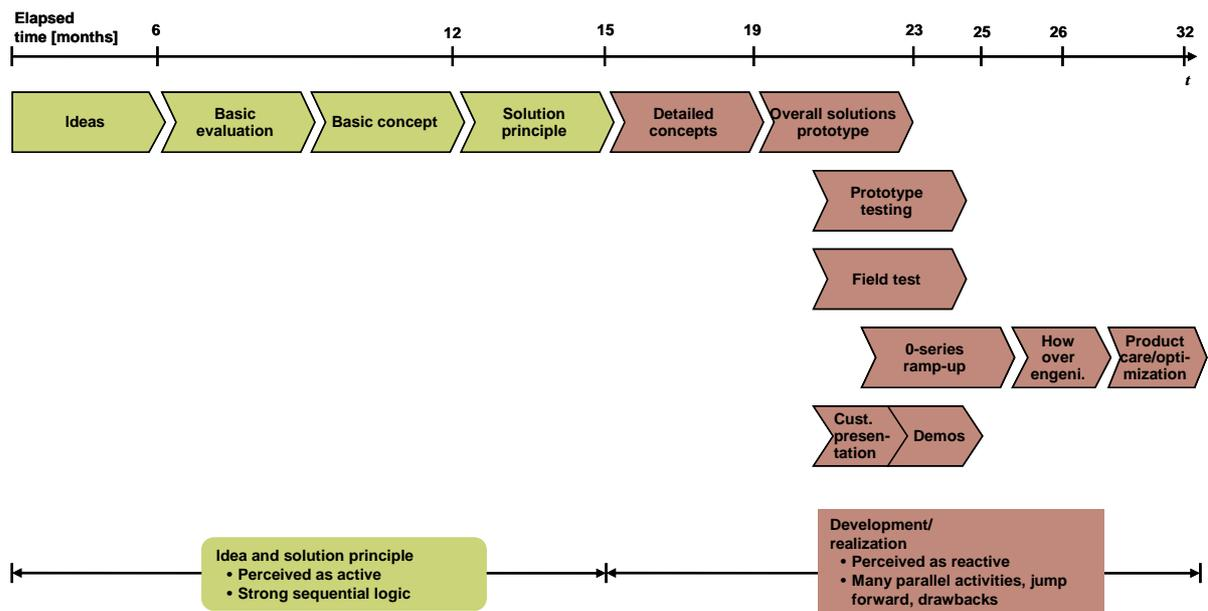 Elapsed
time [months]
6
12
15
19
23
25
26
32
t
Ideas
Basic
evaluation
Basic concept
Solution
principle
Detailed
concepts
Overall solutions
prototype
Prototype
testing
Field test
0-series
ramp-up
How
over
engeni.
Product
care/opti-
mization
Cust.
presen-
tation
Demos
Idea and solution principle
• Perceived as active
• Strong sequential logic
Development/
realization
• Perceived as reactive
• Many parallel activities, jump
forward, drawbacks